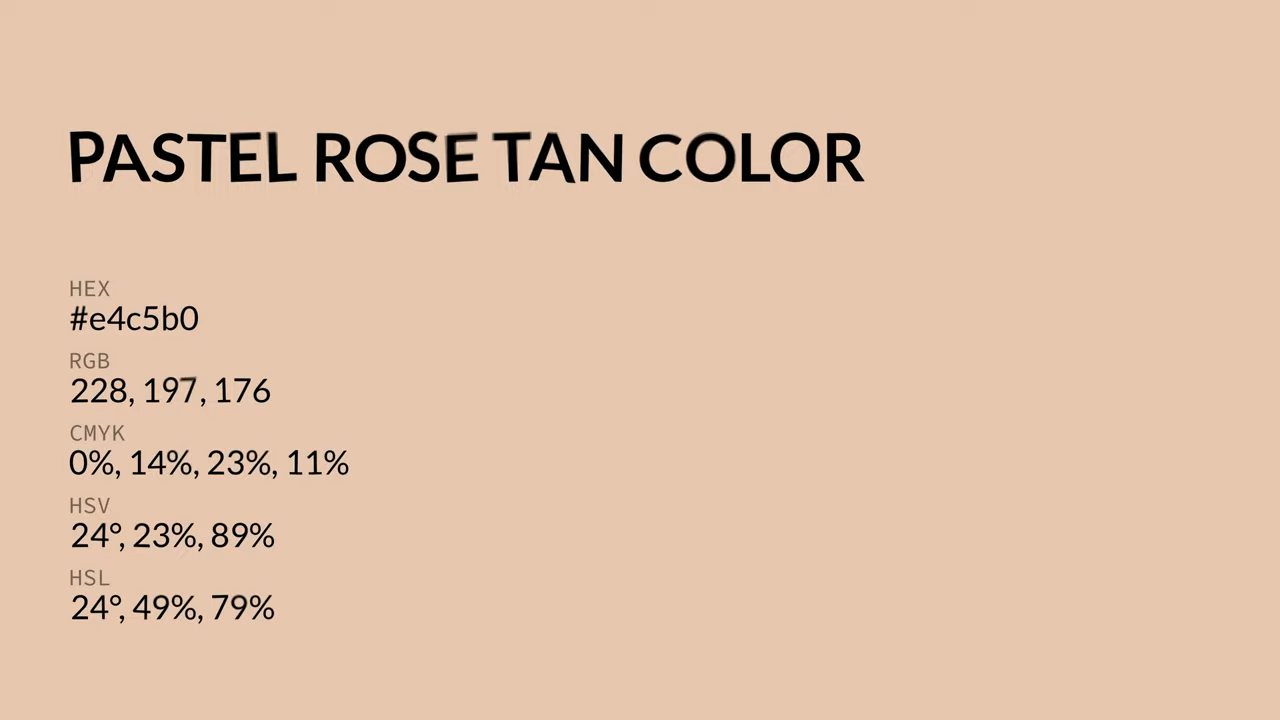 PASTEL ROSE TAN COLOR
HEX
#e4c5b0
RGB
228, 197, 176
CMYK
0%, 14%, 23%, 11%
HSV
24°, 23%, 89%
HSL
24°, 49%, 79%